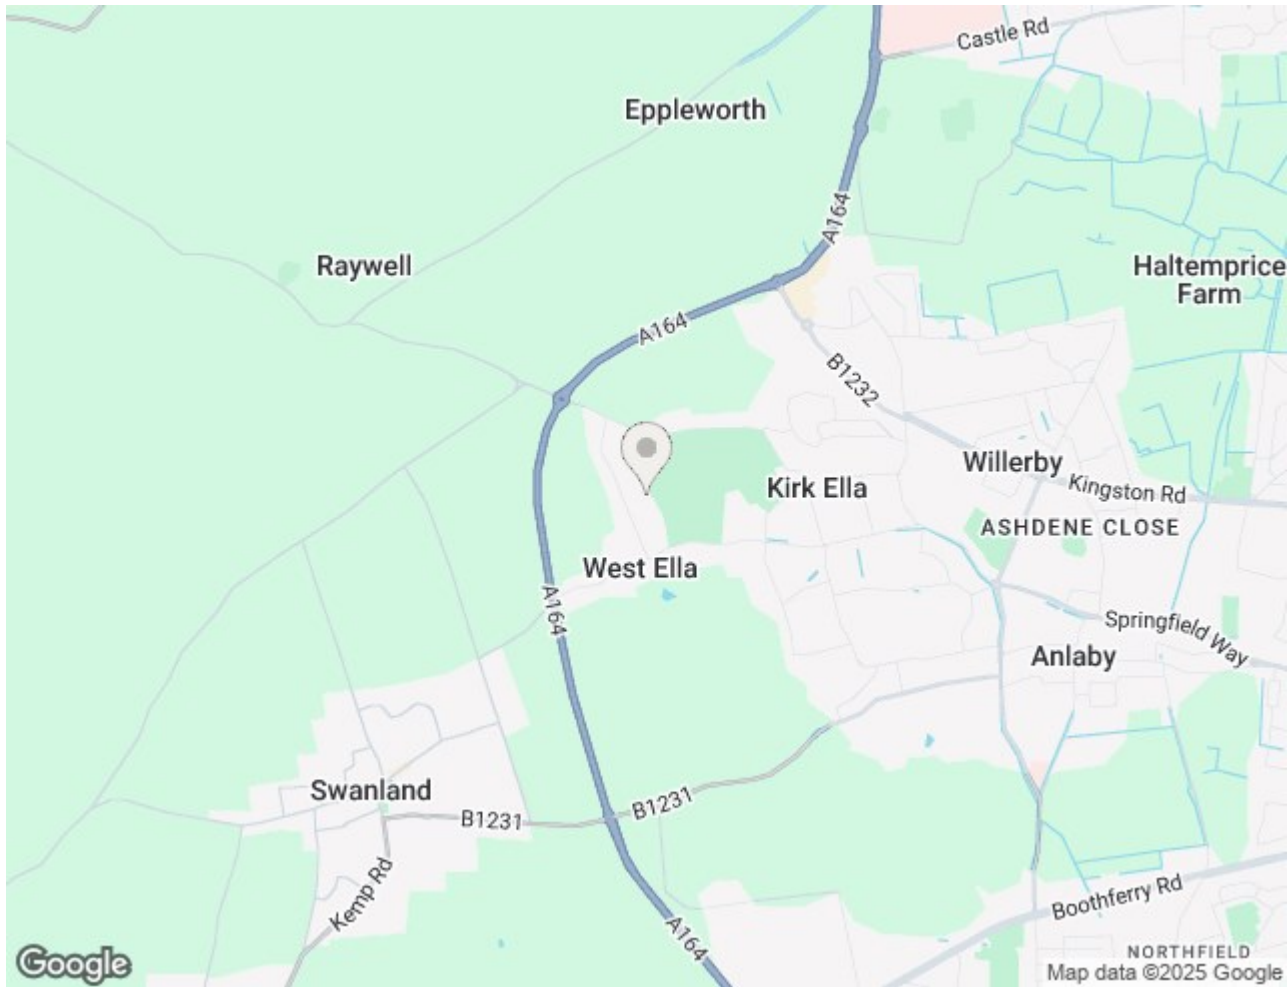 Castle Rd
Eppleworth
A164
Raywell
Haltemprice
Farm
A164
B1232
Willerby
Kirk Ella
Kingston Rd
ASHDENE CLOSE
West Ella
A164
Springfield Way
Anlaby
Swanland
B1231
B1231
Kemp Rd
Boothferry Rd
A164
NORTHFIELD
Google
Map data ©2025 Google